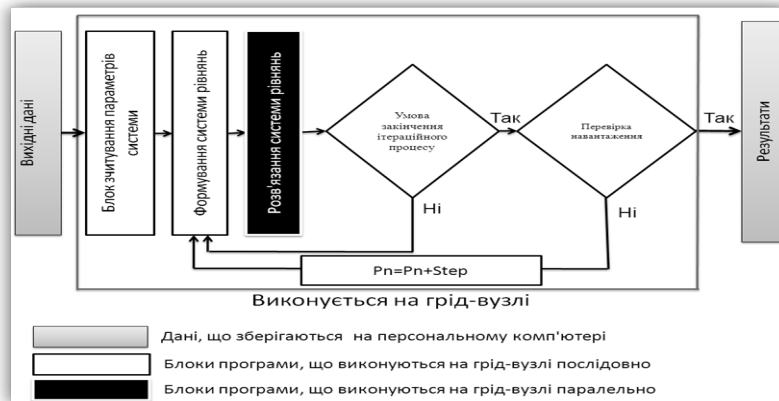 Вихідні дані
Блок зчитування параметрів
системи
Формування системи рівнянь
Розв'язання системи рівнянь
Умова
закінчення
ітераційного
процесу
Так
Перевірка
навантаження
Так
Результати
Ні
Ні
Pn=Pn+Step
Виконується на грід-вузлі
Дані, що зберігаються на персональному комп'ютері
Блоки програми, що виконуються на грід-вузлі послідовно
Блоки програми, що виконуються на грід-вузлі паралельно